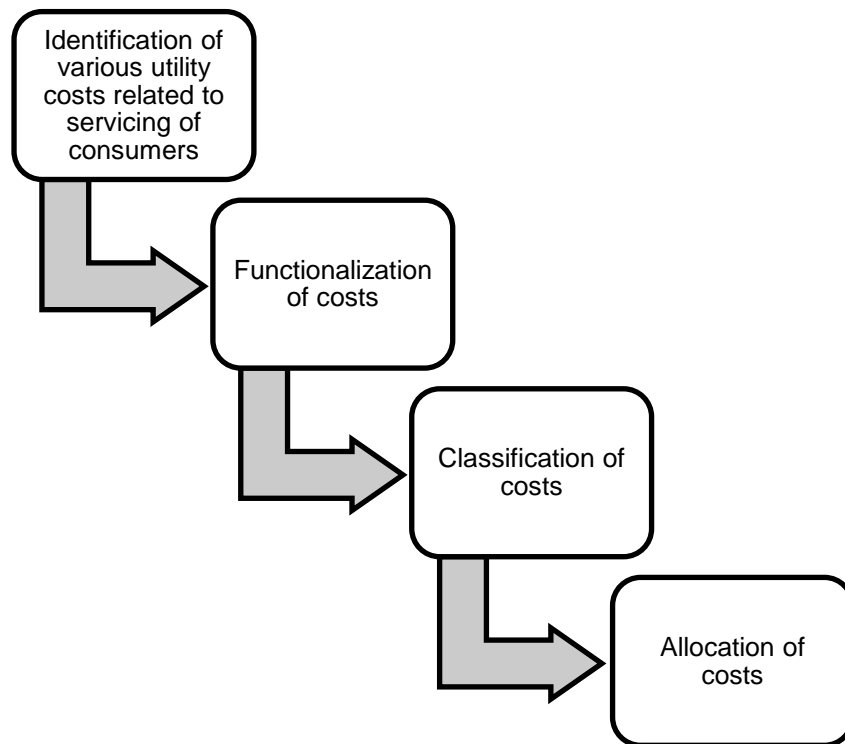 Identification of
various utility
costs related to
servicing of
consumers
Functionalization
of costs
Classification of
costs
Allocation of
costs